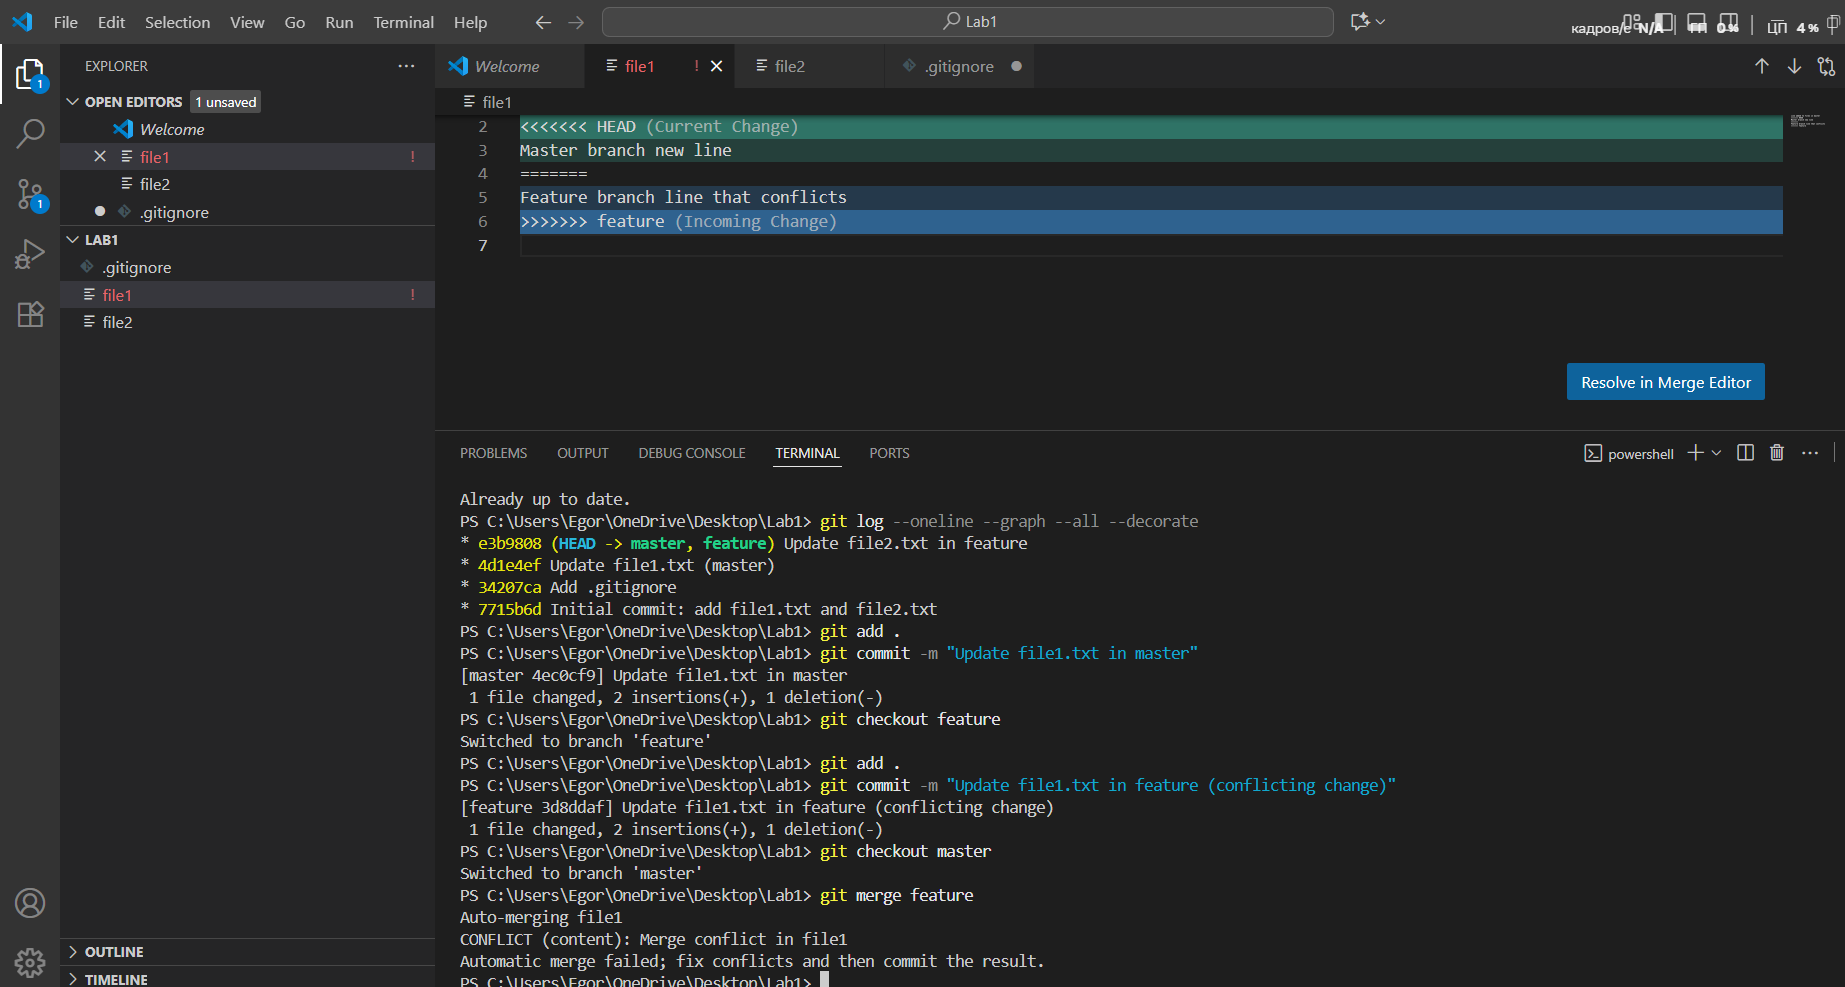 File Edit Selection View Go Run Terminal Help
Lab1
кадров/с N/A ГП 0% ЦП 4%
EXPLORER
OPEN EDITORS 1 unsaved
Welcome
file1 !
file2
.gitignore
LAB1
.gitignore
file1 !
file2
OUTLINE
TIMELINE
1
1
Welcome file1 ! file2 .gitignore
file1
2 <<<<<<< HEAD (Current Change)
3 Master branch new line
4 =======
5 Feature branch line that conflicts
6 >>>>>>> feature (Incoming Change)
7
Resolve in Merge Editor
PROBLEMS OUTPUT DEBUG CONSOLE TERMINAL PORTS
powershell
Already up to date.
PS C:\Users\Egor\OneDrive\Desktop\Lab1> git log --oneline --graph --all --decorate
* e3b9808 (HEAD -> master, feature) Update file2.txt in feature
* 4d1e4ef Update file1.txt (master)
* 34207ca Add .gitignore
* 7715b6d Initial commit: add file1.txt and file2.txt
PS C:\Users\Egor\OneDrive\Desktop\Lab1> git add .
PS C:\Users\Egor\OneDrive\Desktop\Lab1> git commit -m "Update file1.txt in master"
[master 4ec0cf9] Update file1.txt in master
1 file changed, 2 insertions(+), 1 deletion(-)
PS C:\Users\Egor\OneDrive\Desktop\Lab1> git checkout feature
Switched to branch 'feature'
PS C:\Users\Egor\OneDrive\Desktop\Lab1> git add .
PS C:\Users\Egor\OneDrive\Desktop\Lab1> git commit -m "Update file1.txt in feature (conflicting change)"
[feature 3d8ddaf] Update file1.txt in feature (conflicting change)
1 file changed, 2 insertions(+), 1 deletion(-)
PS C:\Users\Egor\OneDrive\Desktop\Lab1> git checkout master
Switched to branch 'master'
PS C:\Users\Egor\OneDrive\Desktop\Lab1> git merge feature
Auto-merging file1
CONFLICT (content): Merge conflict in file1
Automatic merge failed; fix conflicts and then commit the result.
PS C:\Users\Egor\OneDrive\Desktop\Lab1>